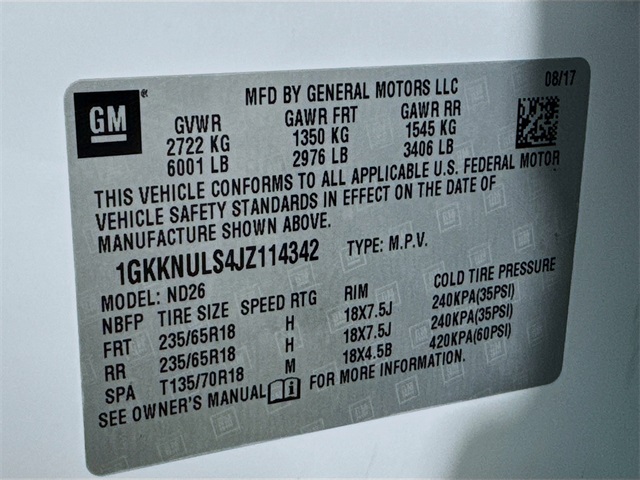 GM
MFD BY GENERAL MOTORS LLC
08/17
GVWR GAWR FRT GAWR RR
2722 KG 1350 KG 1545 KG
6001 LB 2976 LB 3406 LB
THIS VEHICLE CONFORMS TO ALL APPLICABLE U.S. FEDERAL MOTOR
VEHICLE SAFETY STANDARDS IN EFFECT ON THE DATE OF
MANUFACTURE SHOWN ABOVE.
1GKKNULS4JZ114342 TYPE: M.P.V.
MODEL: ND26
NBFP TIRE SIZE SPEED RTG RIM COLD TIRE PRESSURE
FRT 235/65R18 H 18X7.5J 240KPA(35PSI)
RR 235/65R18 H 18X7.5J 240KPA(35PSI)
SPA T135/70R18 M 18X4.5B 420KPA(60PSI)
SEE OWNER'S MANUAL FOR MORE INFORMATION.